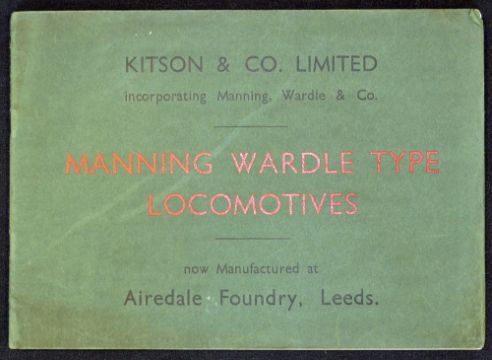 KITSON & CO. LIMITED
Incorporating Manning, Wardle & Co.
MANNING WARDLE TYPE
LOCOMOTIVES
now Manufactured at
Airedale Foundry, Leeds.